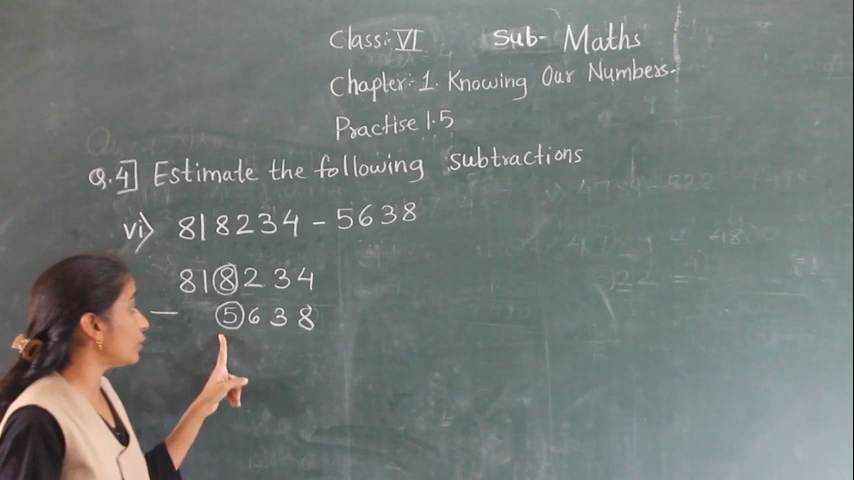 Class:- VI Sub- Maths
Chapter:- 1. Knowing Our Numbers.
Practise 1.5
Q.4] Estimate the following subtractions
vi) 818234 - 5638
818234
- 5638